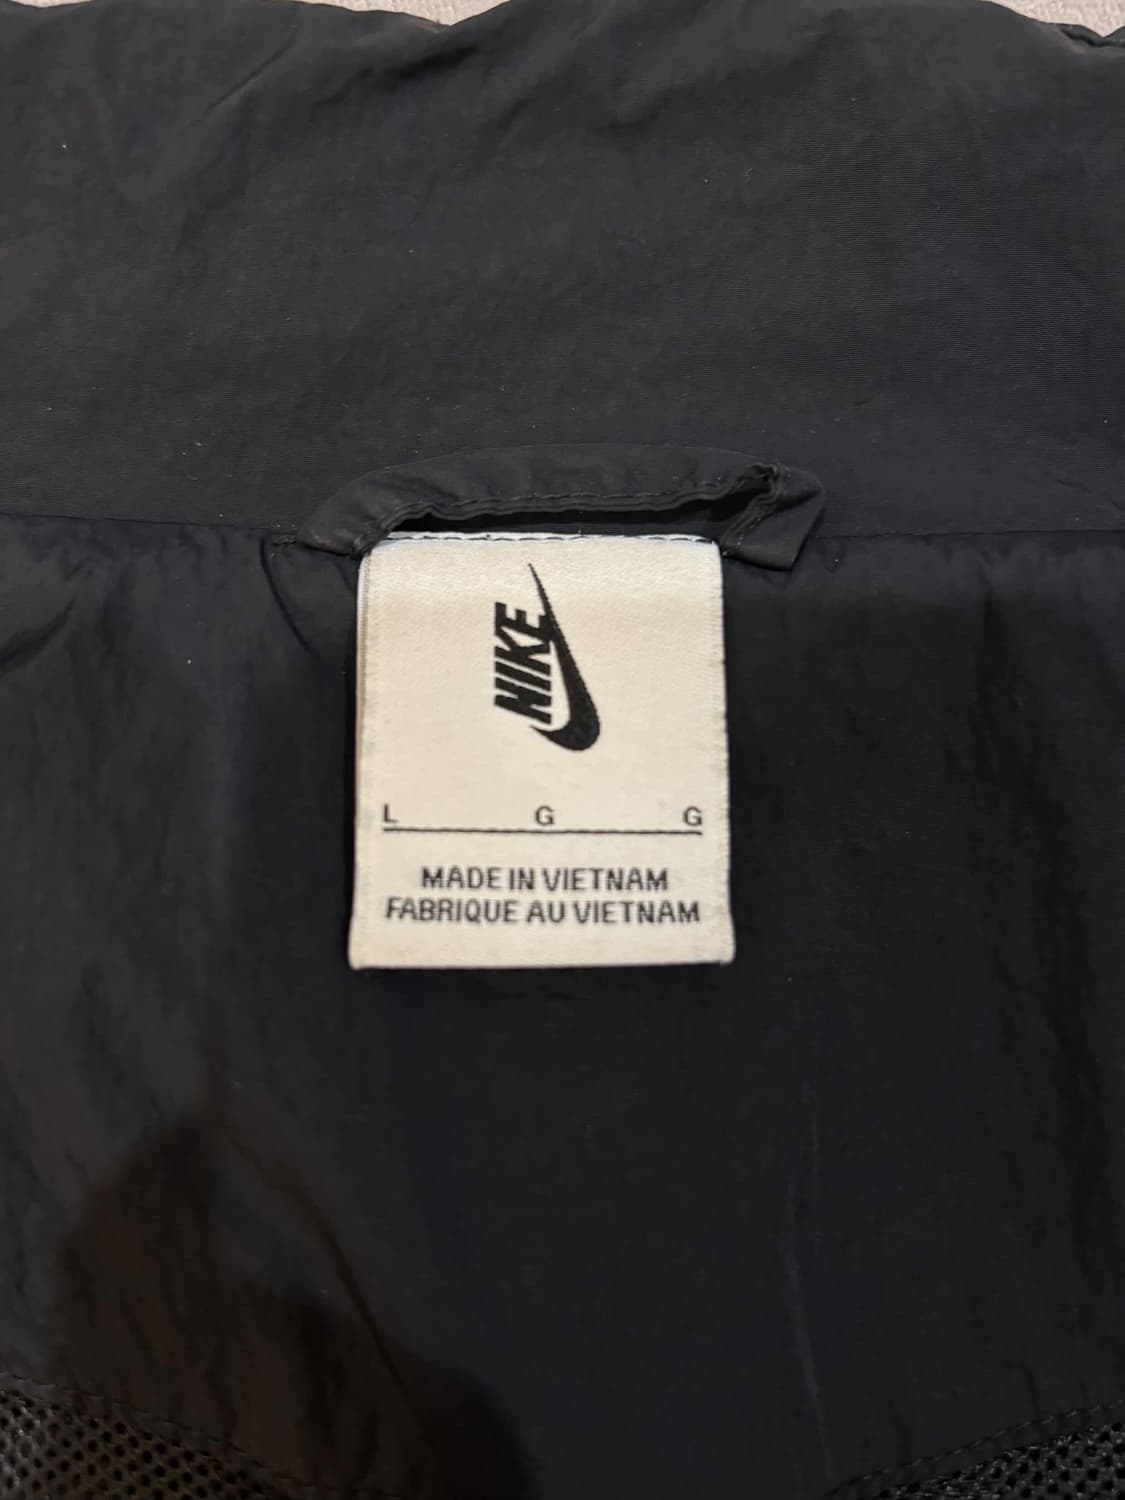 NIKE
L G G
MADE IN VIETNAM
FABRIQUE AU VIETNAM